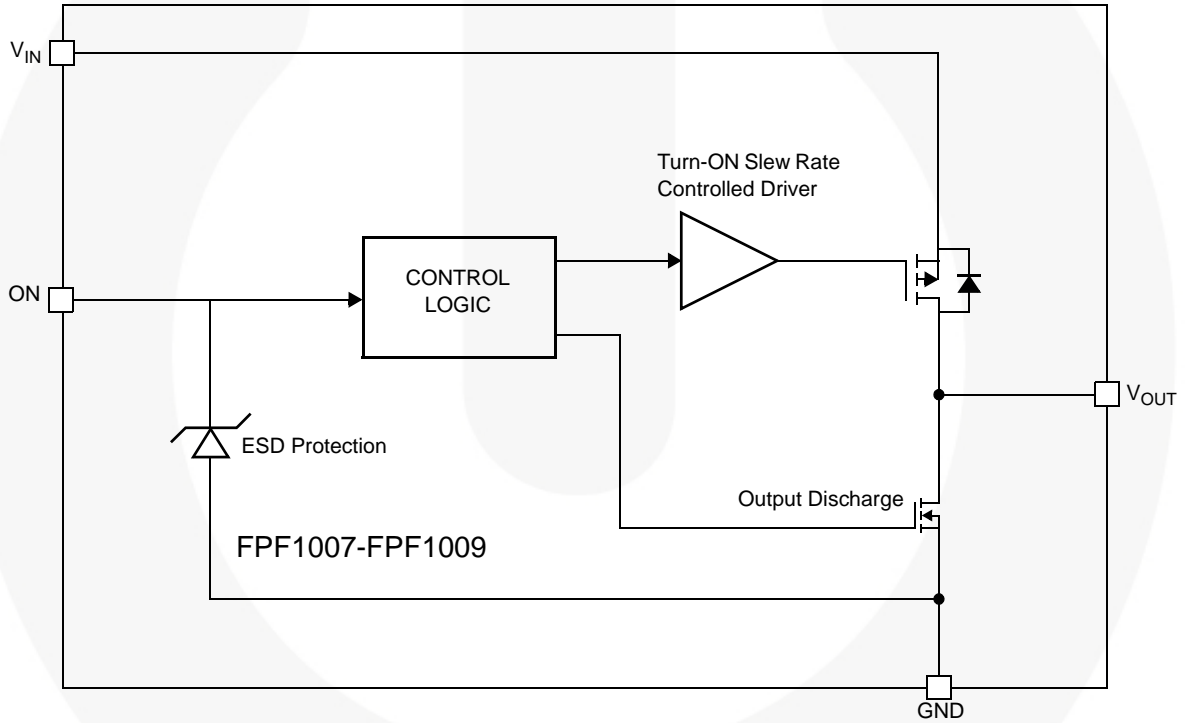 VIN
Turn-ON Slew Rate
Controlled Driver
CONTROL
LOGIC
ON
VOUT
ESD Protection
Output Discharge
FPF1007-FPF1009
GND